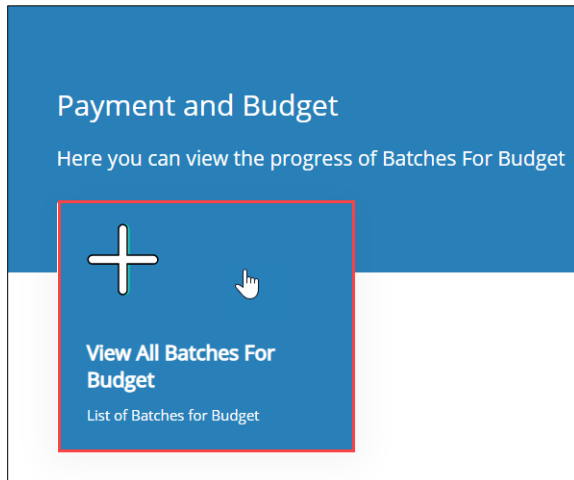 Payment and Budget
Here you can view the progress of Batches For Budget
View All Batches For
Budget
List of Batches for Budget